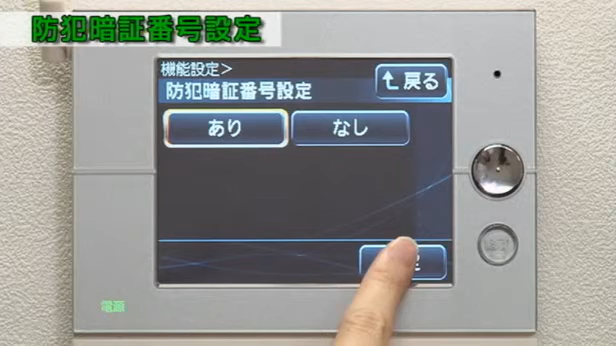 防犯暗証番号設定
機能設定＞
防犯暗証番号設定
戻る
あり
なし
電源